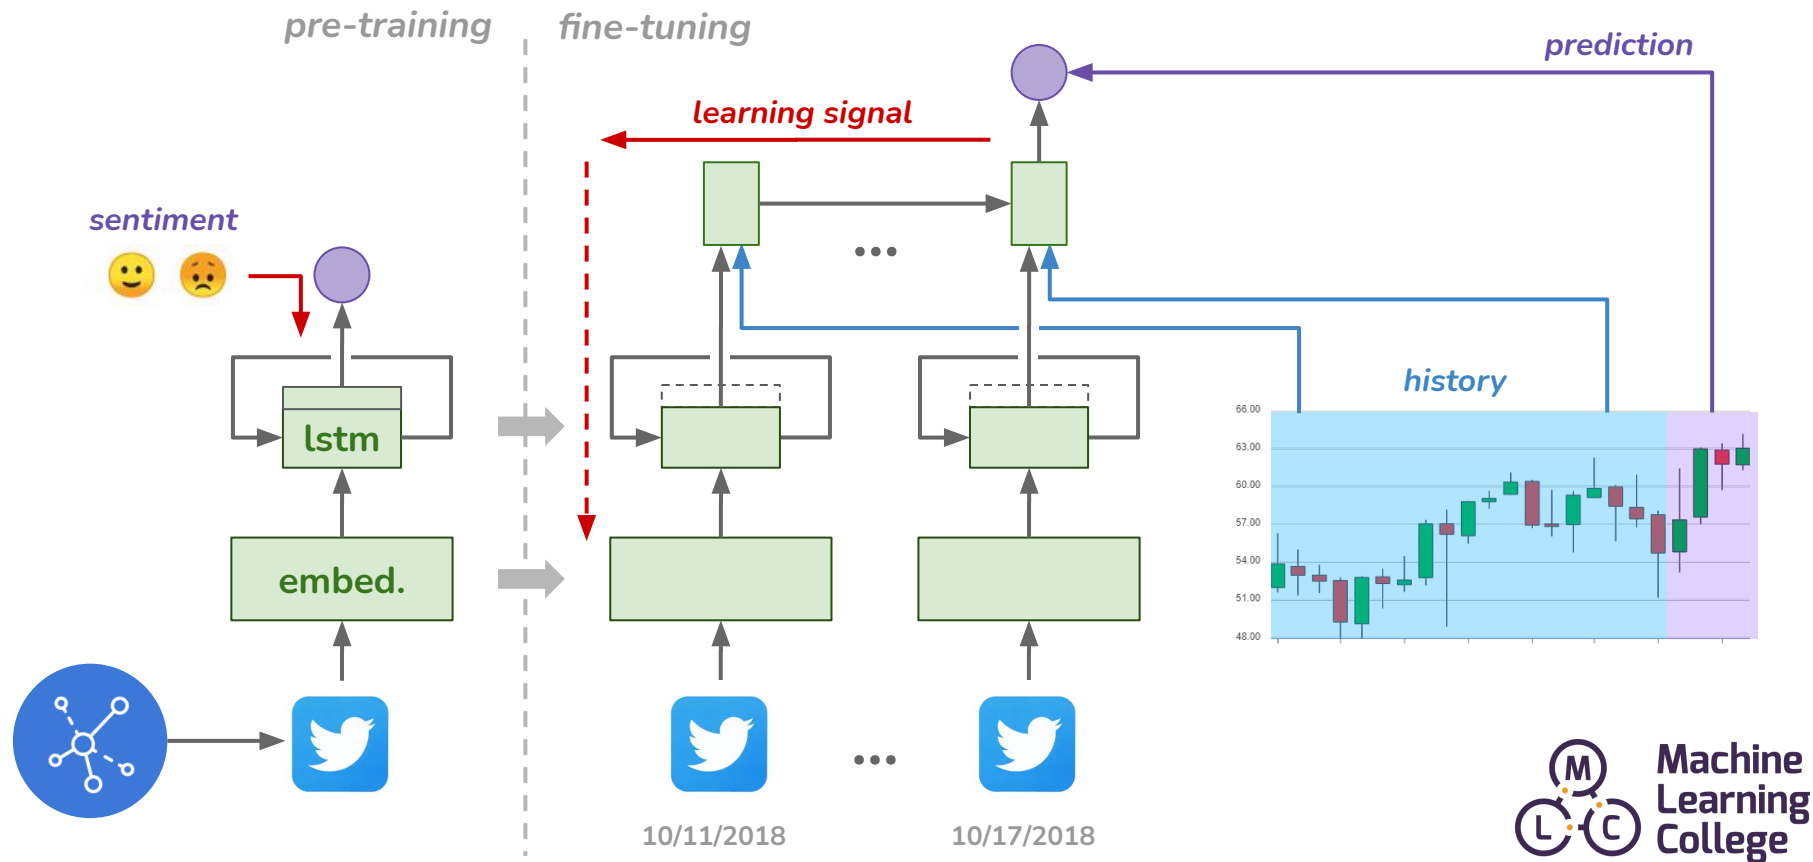 pre-training
fine-tuning
prediction
learning signal
sentiment
history
lstm
embed.
66.00
63.00
60.00
57.00
54.00
51.00
48.00
10/11/2018
10/17/2018
M
L
C
Machine
Learning
College